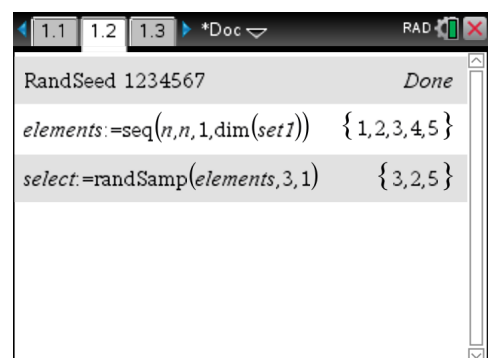 1.1 1.2 1.3 *Doc RAD
RandSeed 1234567 Done
elements:=seq(n,n,1,dim(set1)) {1,2,3,4,5}
select:=randSamp(elements,3,1) {3,2,5}